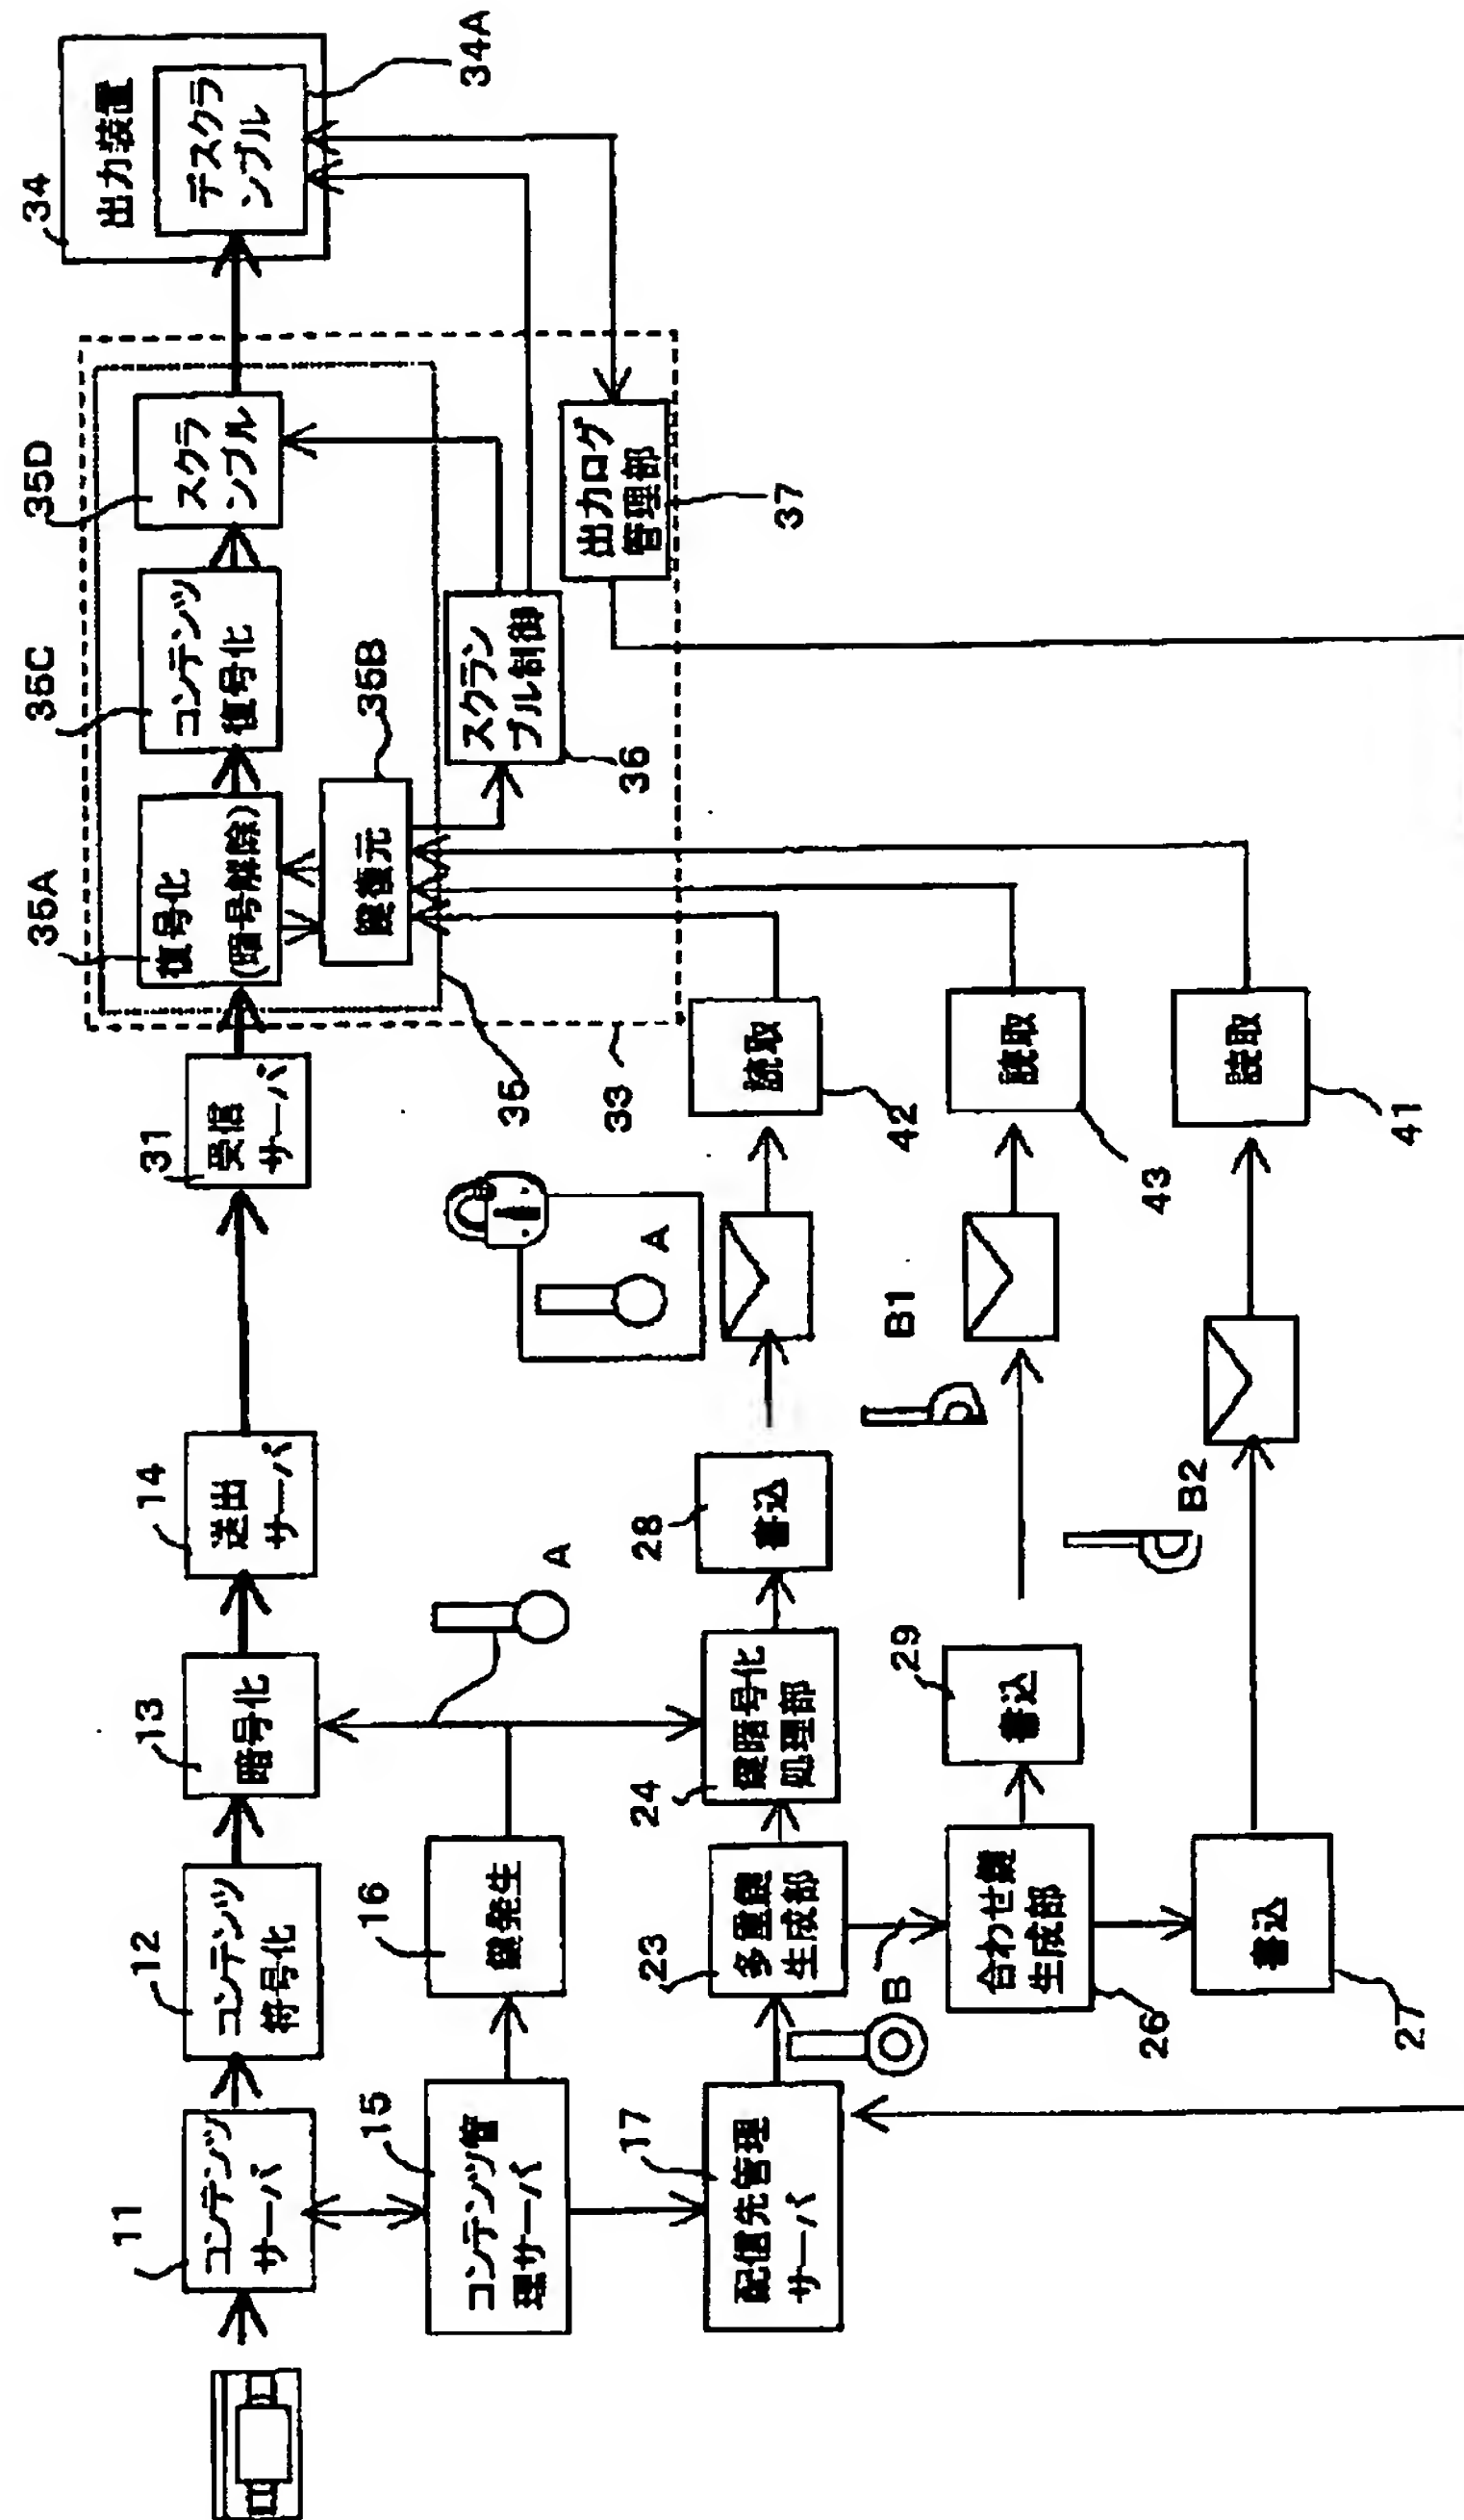 11
コンテンツ
サーバ
12
コンテンツ
符号化
13
暗号化
14
送出
サーバ
31
受信
サーバ
35A
復号化
(暗号解除)
35C
コンテンツ
復号化
35D
スクラ
ンブル
34
出力装置
デスクラ
ンブル
34A
15
コンテンツ管
理サーバ
16
鍵発生
A
35B
鍵復元
スクラン
ブル制御
36
出力ログ
管理部
37
35
33
17
配信先管理
サーバ
B
23
多重鍵
生成部
24
鍵暗号化
処理部
28
書込
A
読取
42
B
合わせ鍵
生成部
26
29
書込
B1
読取
43
書込
27
B2
読取
41